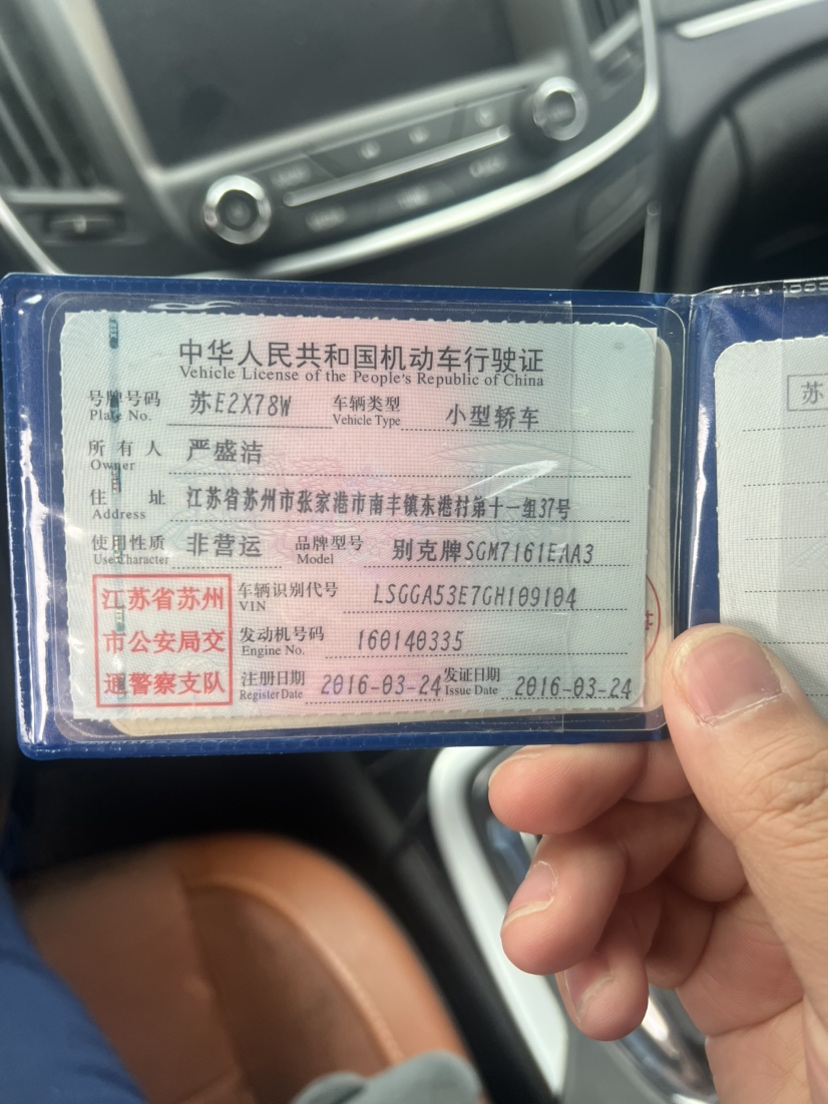 中华人民共和国机动车行驶证
Vehicle License of the People's Republic of China
号牌号码 苏E2X78W 车辆类型 小型轿车
Plate No. Vehicle Type
所有人 严盛洁
Owner
住址 江苏省苏州市张家港市南丰镇东港村第十一组37号
Address
使用性质 非营运 品牌型号 别克牌SGM7161EAA3
Use Character Model
江苏省苏州 车辆识别代号 LSGGA53E7GH109104
VIN
市公安局交 发动机号码 160140335
Engine No.
通警察支队 注册日期 2016-03-24 发证日期 2016-03-24
Register Date Issue Date
苏